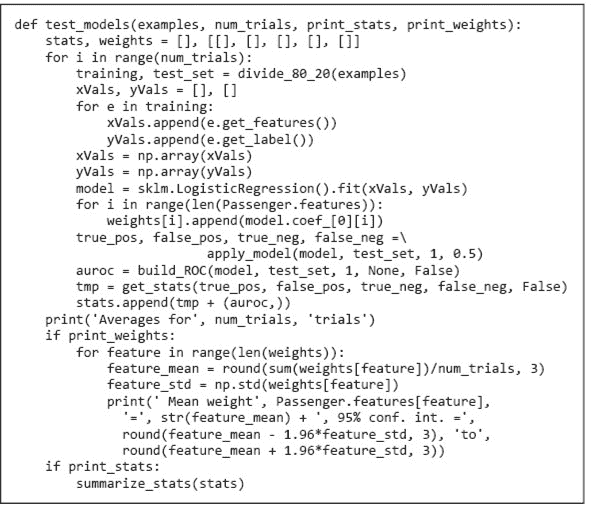 def test_models(examples, num_trials, print_stats, print_weights):
    stats, weights = [], [[], [], [], [], []]
    for i in range(num_trials):
        training, test_set = divide_80_20(examples)
        xVals, yVals = [], []
        for e in training:
            xVals.append(e.get_features())
            yVals.append(e.get_label())
        xVals = np.array(xVals)
        yVals = np.array(yVals)
        model = sklm.LogisticRegression().fit(xVals, yVals)
        for i in range(len(Passenger.features)):
            weights[i].append(model.coef_[0][i])
        true_pos, false_pos, true_neg, false_neg =\
                         apply_model(model, test_set, 1, 0.5)
        auroc = build_ROC(model, test_set, 1, None, False)
        tmp = get_stats(true_pos, false_pos, true_neg, false_neg, False)
        stats.append(tmp + (auroc,))
    print('Averages for', num_trials, 'trials')
    if print_weights:
        for feature in range(len(weights)):
            feature_mean = round(sum(weights[feature])/num_trials, 3)
            feature_std = np.std(weights[feature])
            print(' Mean weight', Passenger.features[feature],
              '=', str(feature_mean) + ', 95% conf. int. =',
              round(feature_mean - 1.96*feature_std, 3), 'to',
              round(feature_mean + 1.96*feature_std, 3))
    if print_stats:
        summarize_stats(stats)